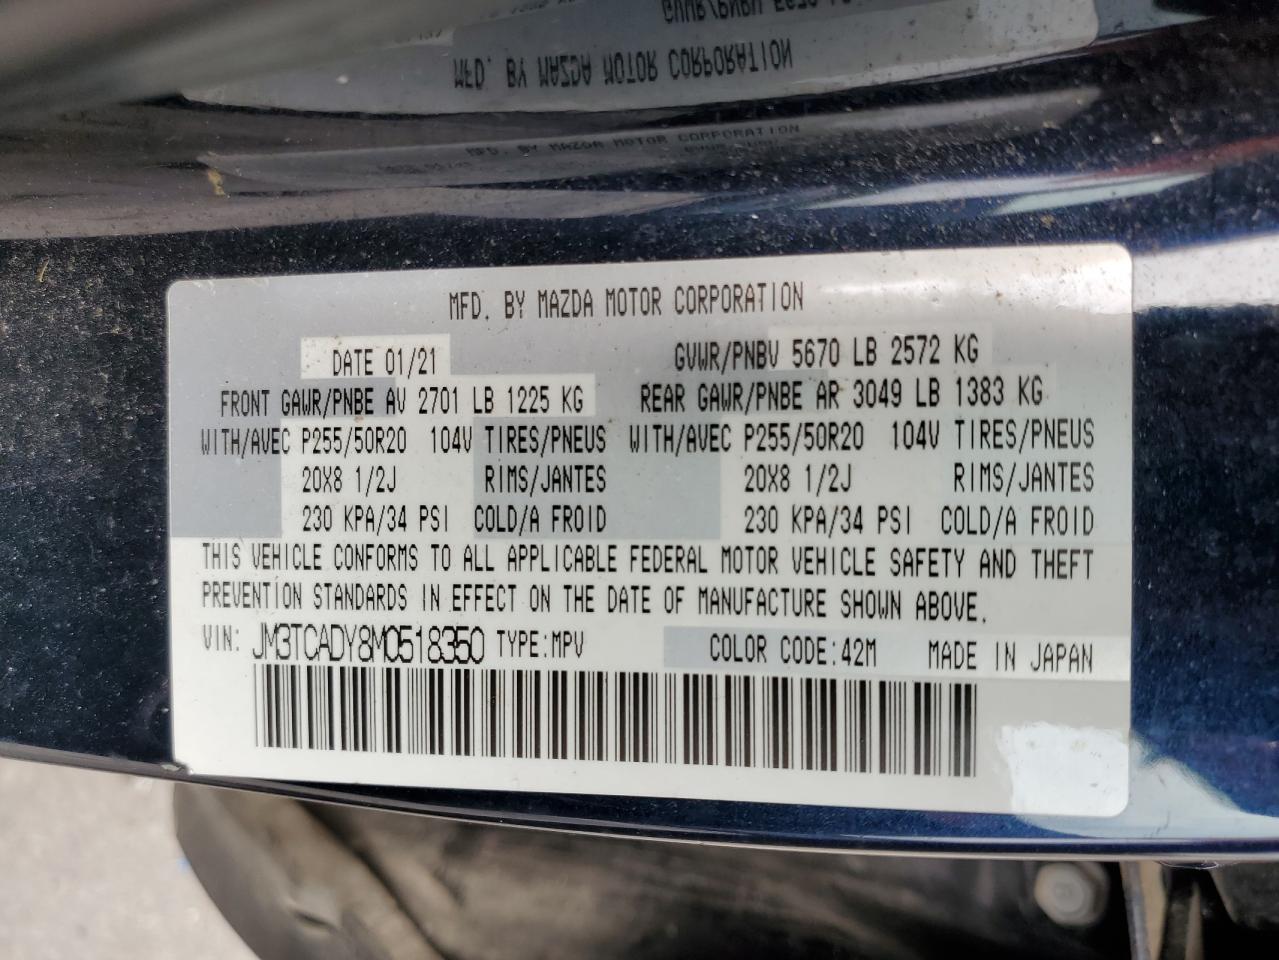 MFD. BY MAZDA MOTOR CORPORATION
MFD. BY MAZDA MOTOR CORPORATION
MFD. BY MAZDA MOTOR CORPORATION
DATE 01/21 GVWR/PNBV 5670 LB 2572 KG
FRONT GAWR/PNBE AV 2701 LB 1225 KG REAR GAWR/PNBE AR 3049 LB 1383 KG
WITH/AVEC P255/50R20 104V TIRES/PNEUS WITH/AVEC P255/50R20 104V TIRES/PNEUS
20X8 1/2J RIMS/JANTES 20X8 1/2J RIMS/JANTES
230 KPA/34 PSI COLD/A FROID 230 KPA/34 PSI COLD/A FROID
THIS VEHICLE CONFORMS TO ALL APPLICABLE FEDERAL MOTOR VEHICLE SAFETY AND THEFT
PREVENTION STANDARDS IN EFFECT ON THE DATE OF MANUFACTURE SHOWN ABOVE.
VIN: JM3TCADY8M0518350 TYPE:MPV COLOR CODE:42M MADE IN JAPAN